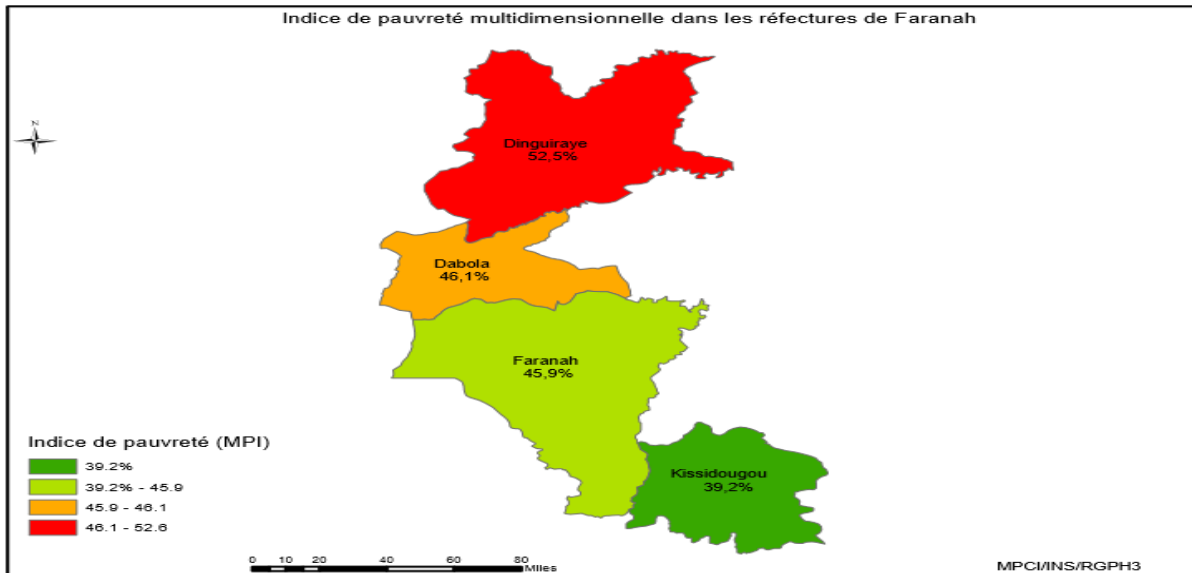 Indice de pauvreté multidimensionnelle dans les réfectures de Faranah
N
Dinguiraye
52,5%
Dabola
46,1%
Faranah
45,9%
Kissidougou
39,2%
Indice de pauvreté (MPI)
39.2%
39.2% - 45.9
45.9 - 46.1
46.1 - 52.6
0 10 20 40 60 80
Miles
MPCI/INS/RGPH3